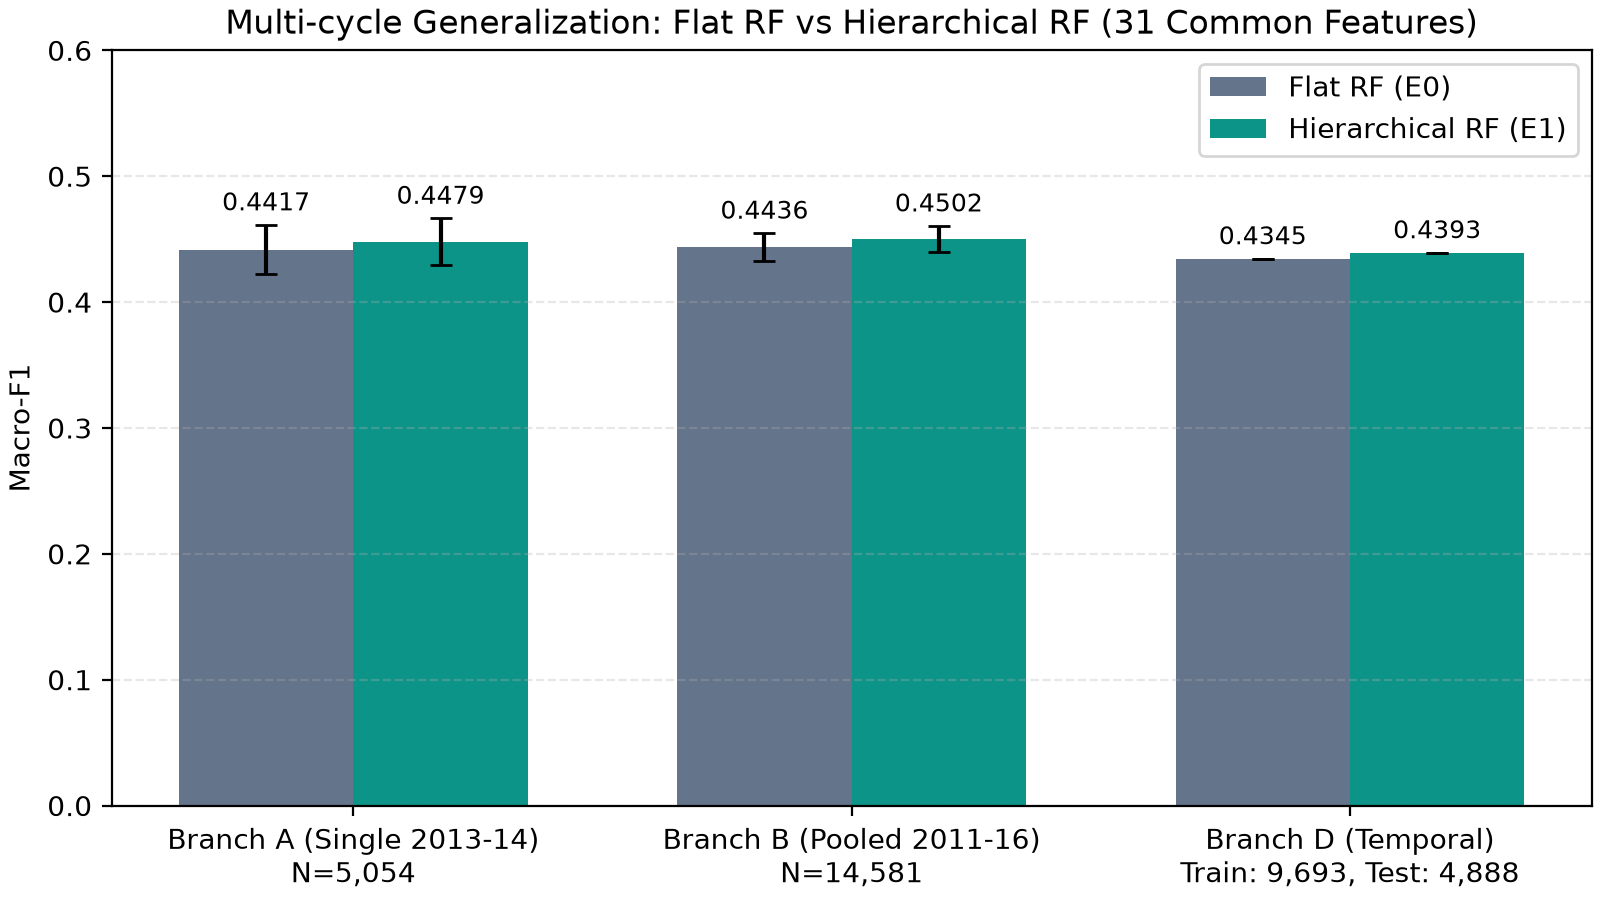 Multi-cycle Generalization: Flat RF vs Hierarchical RF (31 Common Features)
Flat RF (E0)
Hierarchical RF (E1)
Macro-F1
0.6
0.5
0.4
0.3
0.2
0.1
0.0
0.4417
0.4479
0.4436
0.4502
0.4345
0.4393
Branch A (Single 2013-14)
N=5,054
Branch B (Pooled 2011-16)
N=14,581
Branch D (Temporal)
Train: 9,693, Test: 4,888